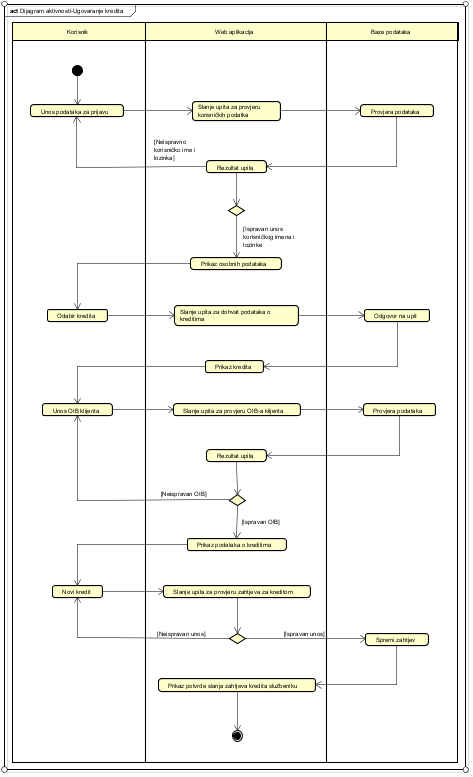 act Dijagram aktivnosti-Ugovaranje kredita
Korisnik
Web aplikacija
Baze podataka
Unos podataka za prijavu
Slanje upita za provjeru
korisničkih podatka
Provjera podataka
[Neispravno
korisničko ime i
lozinka]
Rezultat upita
[Ispravan unos
korisničkog imena i
lozinke
Prikaz osobnih podataka
Odabir kredita
Slanje upita za dohvat podataka o
kreditima
Odgovor na upit
Prikaz kredita
Unos OIB klijenta
Slanje upita za provjeru OIB-a klijenta
Provjera podataka
Rezultat upita
[Neispravan OIB]
[Ispravan OIB]
Prikaz podataka o kreditima
Novi kredit
Slanje upita za provjeru zahtjeva za kreditom
[Neispravan unos]
[Ispravan unos]
Spremi zahtjev
Prikaz potvrde slanja zahtjeva kredita službeniku